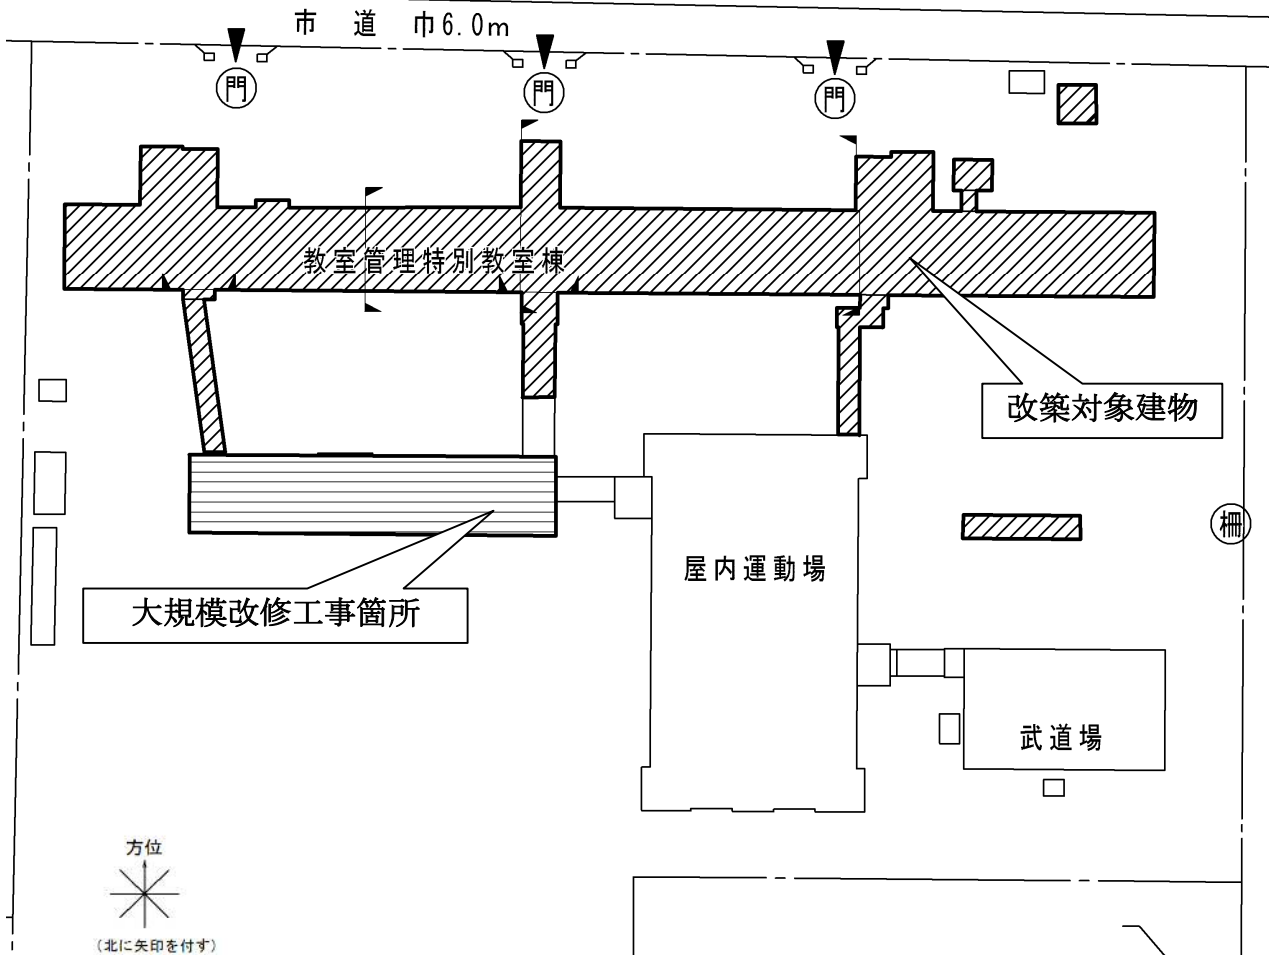 市 道 巾6.0m
門 門 門
教室管理特別教室棟
改築対象建物
柵
屋内運動場
大規模改修工事箇所
武道場
方位
(北に矢印を付す)